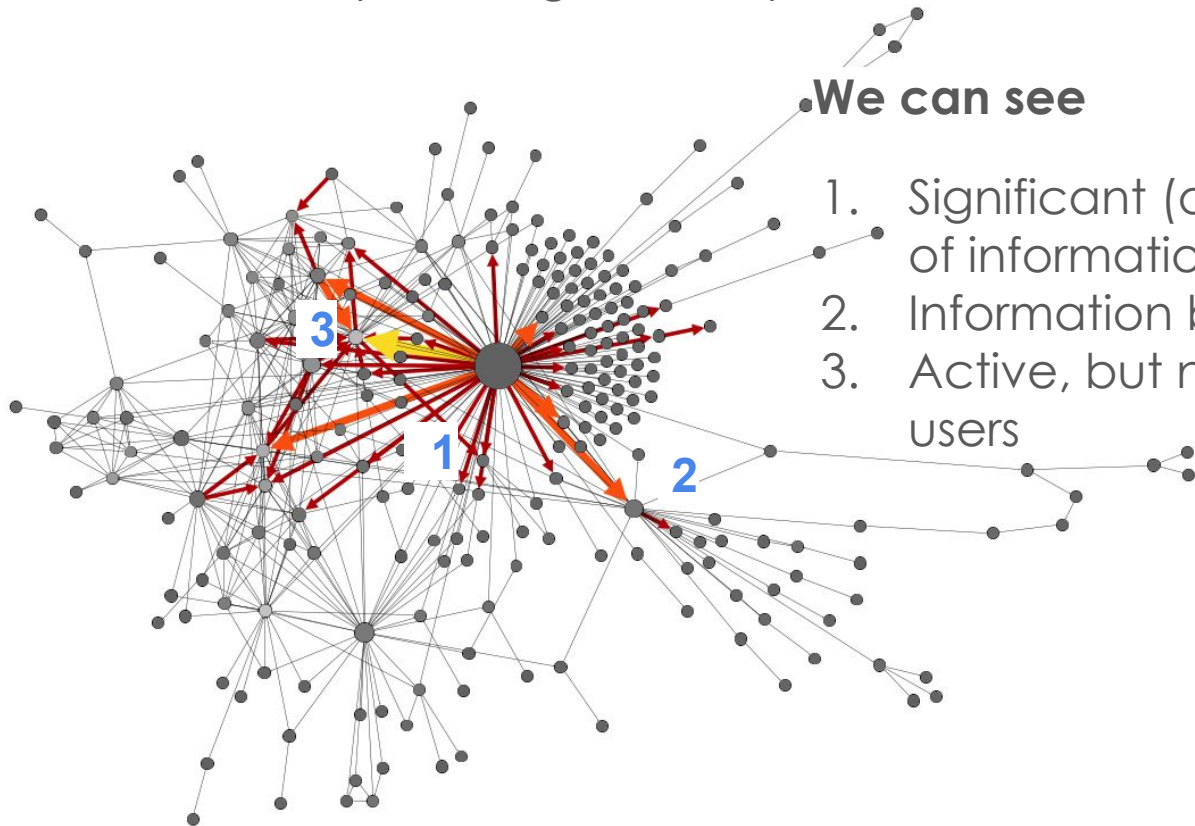 We can see
1. Significant (
of informatio
2. Information b
3. Active, but n
users
3
1
2